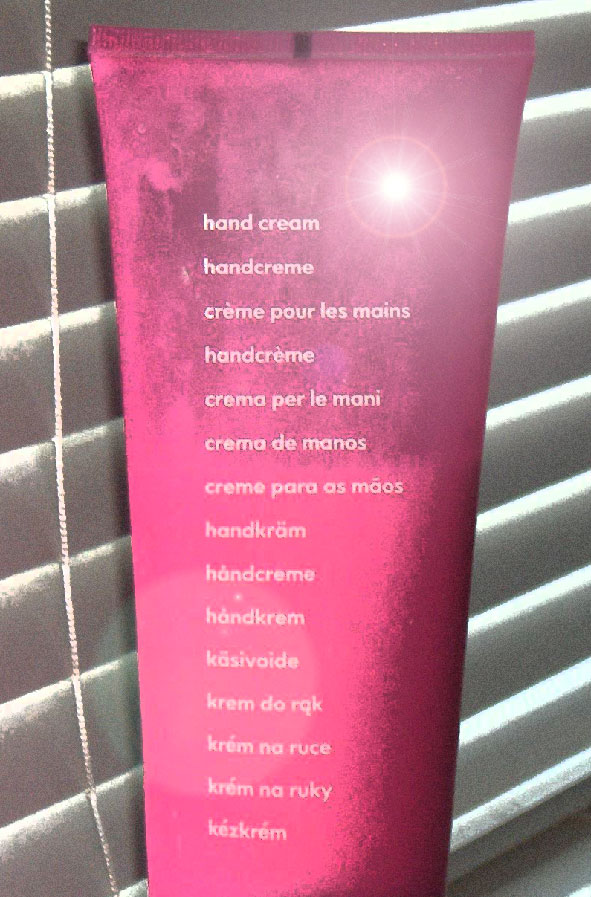 hand cream
handcreme
crème pour les mains
handcrème
crema per le mani
crema de manos
creme para as mãos
handkräm
håndcreme
håndkrem
käsivoide
krem do rąk
krém na ruce
krém na ruky
kézkrém